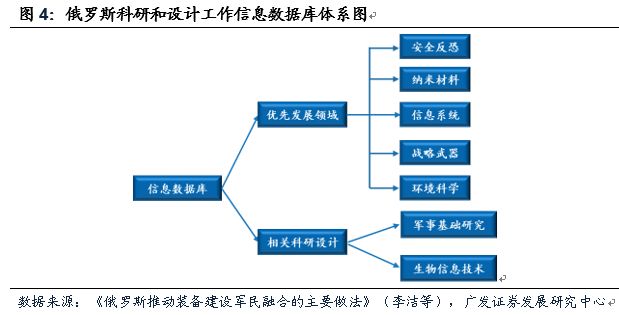 图 4：俄罗斯科研和设计工作信息数据库体系图
安全反恐
纳米材料
优先发展领域
信息系统
战略武器
信息数据库
环境科学
军事基础研究
相关科研设计
生物信息技术
数据来源：《俄罗斯推动装备建设军民融合的主要做法》（李洁等），广发证券发展研究中心